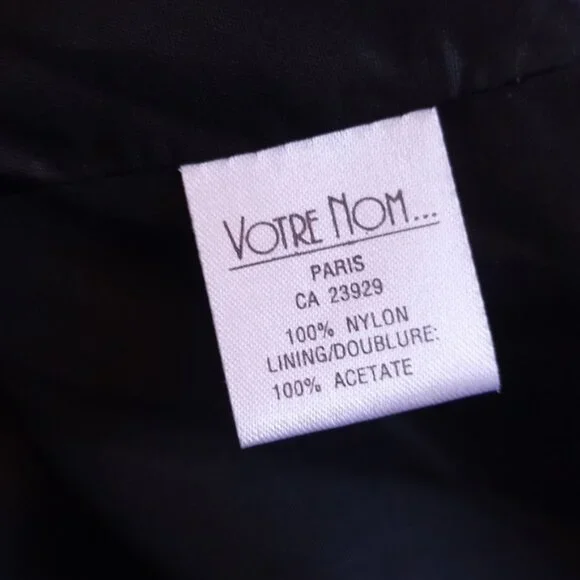 VOTRE NOM...
PARIS
CA 23929
100% NYLON
LINING/DOUBLURE:
100% ACETATE